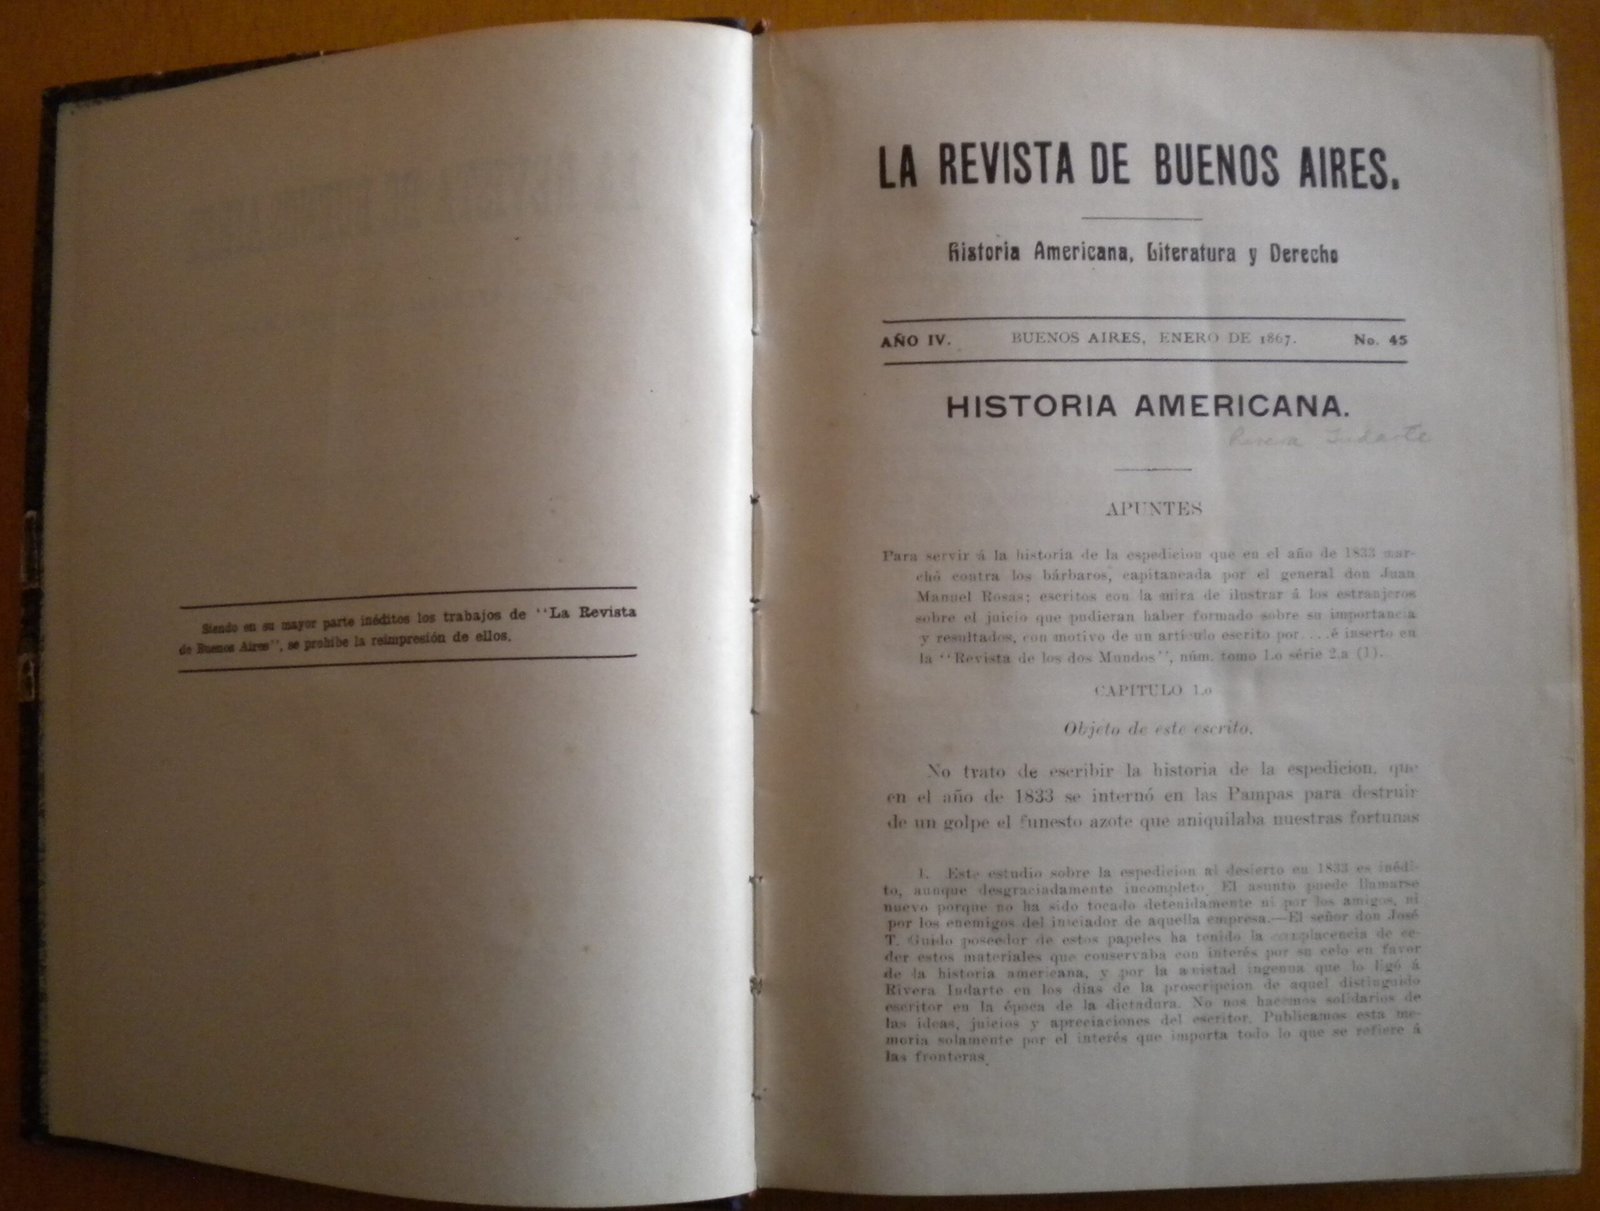 Siendo en su mayor parte inéditos los trabajos de "La Revista
de Buenos Aires", se prohibe la reimpresión de ellos.
LA REVISTA DE BUENOS AIRES.
Historia Americana, Literatura y Derecho
AÑO IV. BUENOS AIRES, ENERO DE 1867. No. 45
HISTORIA AMERICANA.
Rivera Indarte
APUNTES
Para servir á la historia de la espedicion que en el año de 1833 mar-
chó contra los bárbaros, capitaneada por el general don Juan
Manuel Rosas; escritos con la mira de ilustrar á los estranjeros
sobre el juicio que pudieran haber formado sobre su importancia
y resultados, con motivo de un artículo escrito por ....é inserto en
la "Revista de los dos Mundos", núm. tomo 1.o série 2.a (1).
CAPITULO 1.o
Objeto de este escrito.
No trato de escribir la historia de la espedicion, que
en el año de 1833 se internó en las Pampas para destruir
de un golpe el funesto azote que aniquilaba nuestras fortunas
1. Este estudio sobre la espedicion al desierto en 1833 es inédi-
to, aunque desgraciadamente incompleto. El asunto puede llamarse
nuevo porque no ha sido tocado detenidamente ni por los amigos, ni
por los enemigos del iniciador de aquella empresa.—El señor don José
T. Guido poseedor de estos papeles ha tenido la complacencia de ce-
der estos materiales que conservaba con interés por su celo en favor
de la historia americana, y por la amistad ingenua que lo ligó á
Rivera Indarte en los dias de la proscripcion de aquel distinguido
escritor en la época de la dictadura. No nos hacemos solidarios de
las ideas, juicios y apreciaciones del escritor. Publicamos esta me-
moria solamente por el interés que importa todo lo que se refiere á
las fronteras.